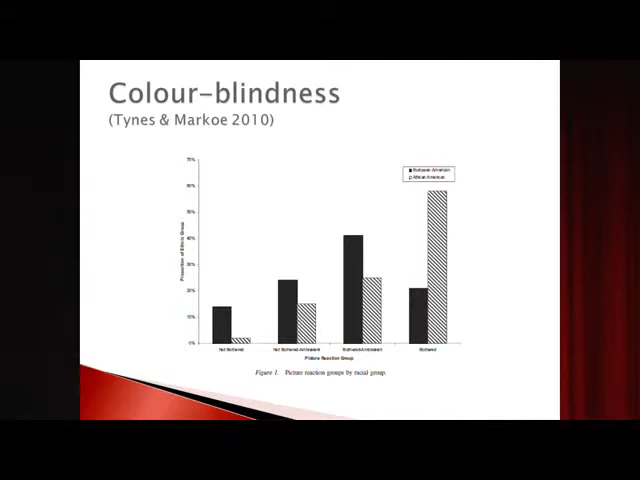 Colour-blindness
(Tynes & Markoe 2010)
70%
60%
50%
40%
30%
20%
10%
0%
Proportion of Ethnic Group
European American
African American
Not Bothered
Not Bothered-Ambivalent
Bothered-Ambivalent
Bothered
Picture Reaction Group
Figure 1. Picture reaction groups by racial group.